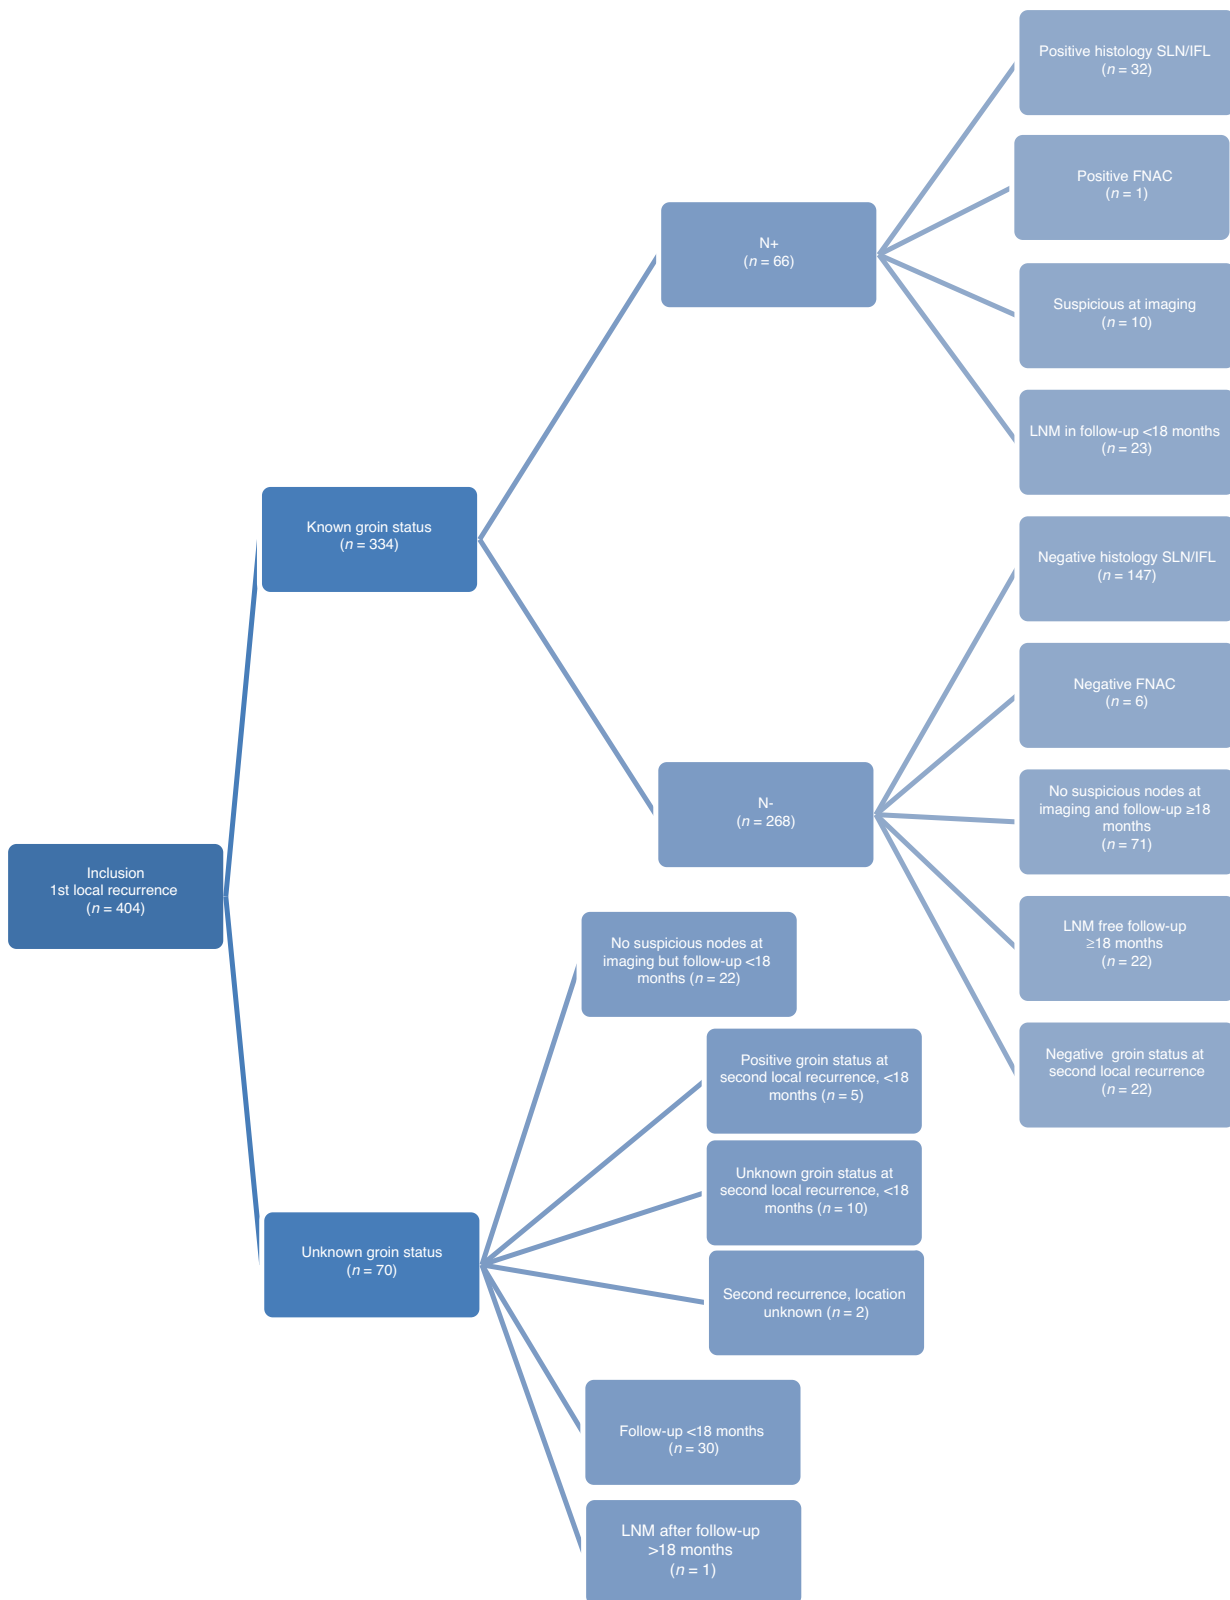 Inclusion
1st local recurrence
(n = 404)
Known groin status
(n = 334)
N+
(n = 66)
Positive histology SLN/IFL
(n = 32)
Positive FNAC
(n = 1)
Suspicious at imaging
(n = 10)
LNM in follow-up <18 months
(n = 23)
N-
(n = 268)
Negative histology SLN/IFL
(n = 147)
Negative FNAC
(n = 6)
No suspicious nodes at
imaging and follow-up ≥18
months
(n = 71)
LNM free follow-up
≥18 months
(n = 22)
Negative groin status at
second local recurrence
(n = 22)
Unknown groin status
(n = 70)
No suspicious nodes at
imaging but follow-up <18
months (n = 22)
Positive groin status at
second local recurrence, <18
months (n = 5)
Unknown groin status at
second local recurrence, <18
months (n = 10)
Second recurrence, location
unknown (n = 2)
Follow-up <18 months
(n = 30)
LNM after follow-up
>18 months
(n = 1)